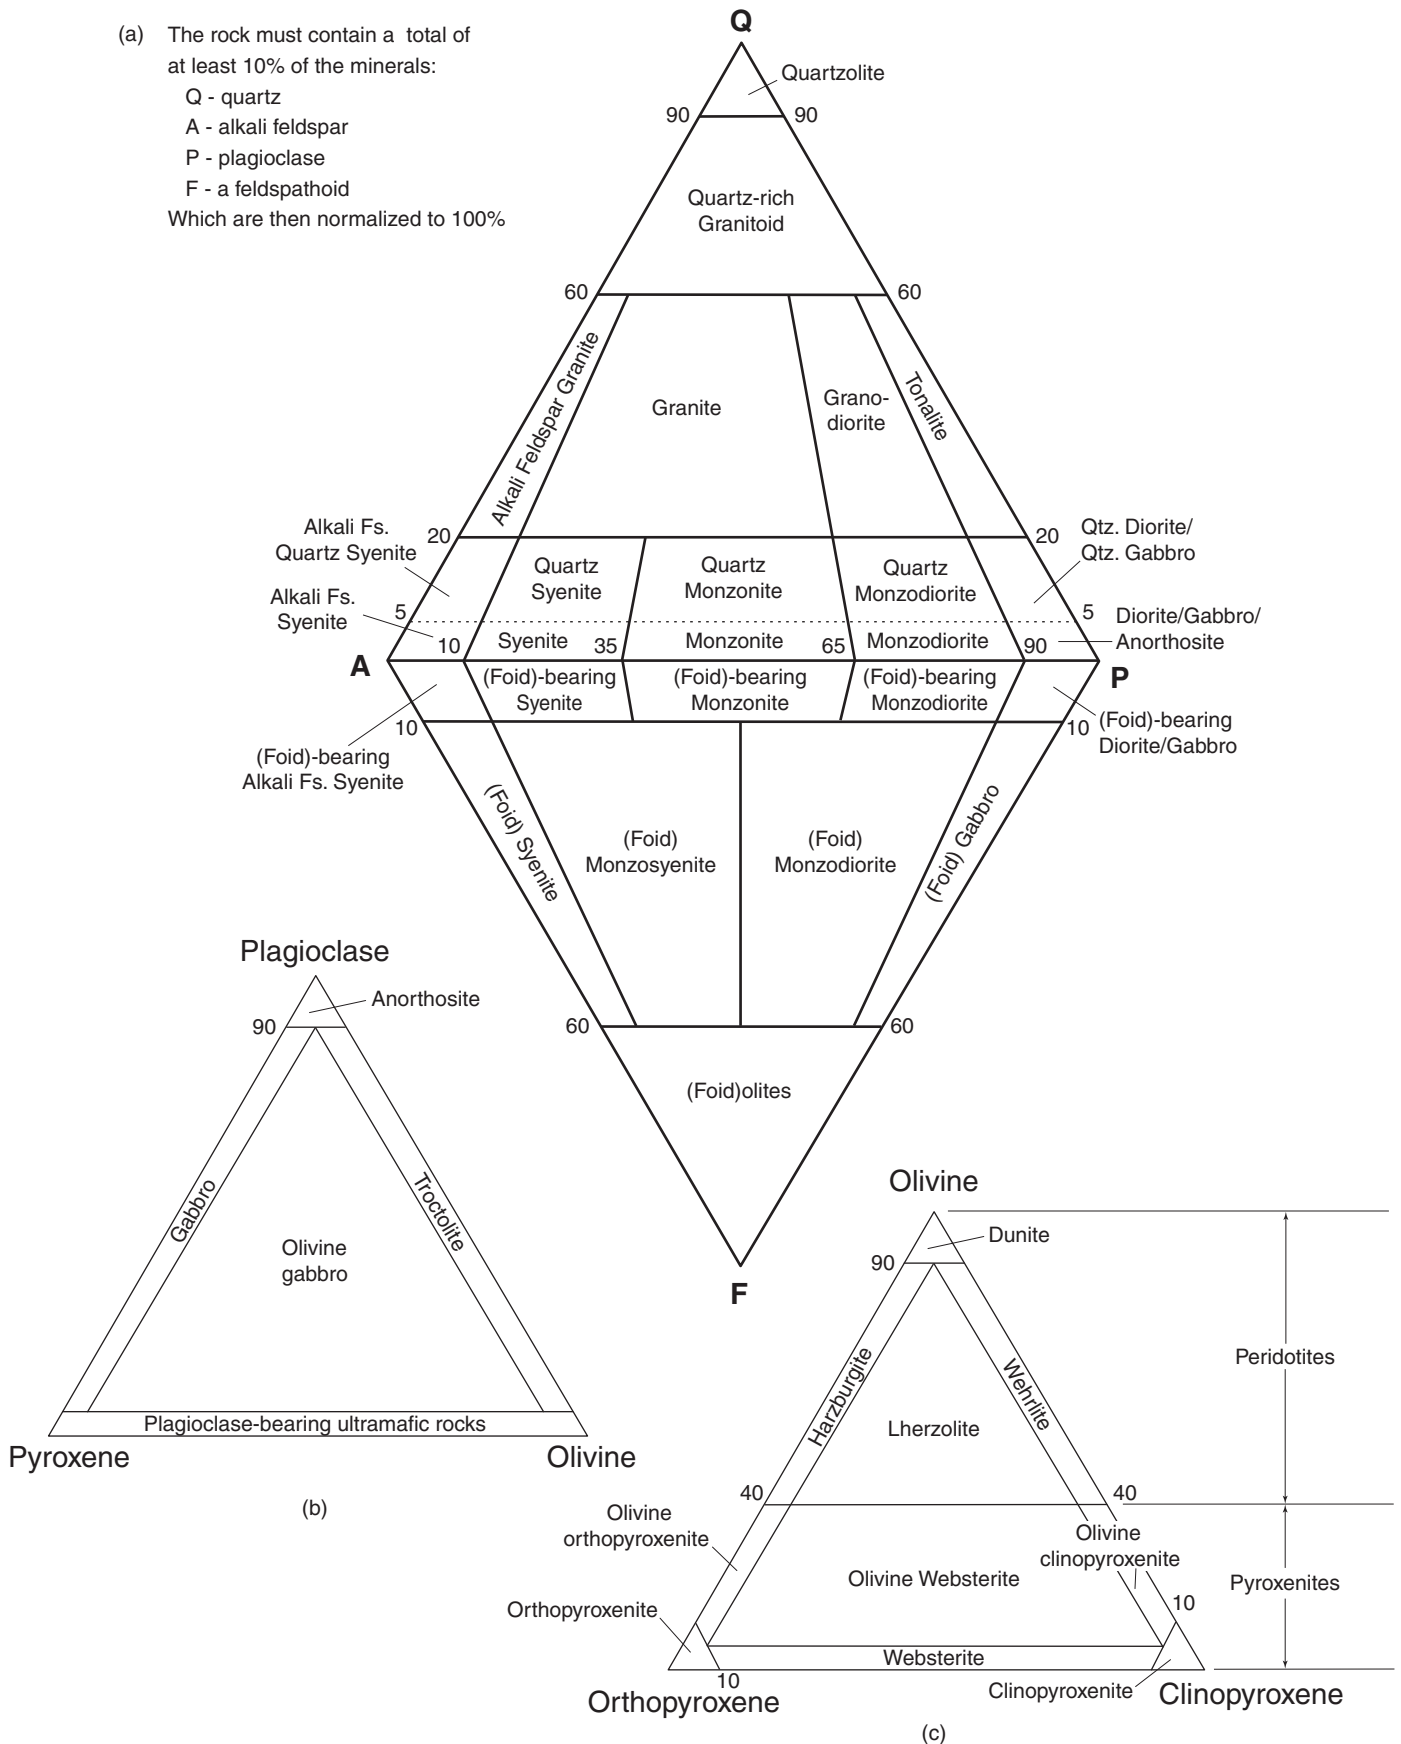 Q
(a) The rock must contain a total of
at least 10% of the minerals:
Q - quartz
A - alkali feldspar
P - plagioclase
F - a feldspathoid
Which are then normalized to 100%
Quartzolite
90 90
Quartz-rich
Granitoid
60 60
Alkali Feldspar Granite
Granite
Grano-
diorite
Tonalite
Alkali Fs.
Quartz Syenite
20 20
Qtz. Diorite/
Qtz. Gabbro
Quartz
Syenite
Quartz
Monzonite
Quartz
Monzodiorite
Alkali Fs.
Syenite
5 5
Diorite/Gabbro/
Anorthosite
10 Syenite 35 Monzonite 65 Monzodiorite 90
A P
(Foid)-bearing
Syenite
(Foid)-bearing
Monzonite
(Foid)-bearing
Monzodiorite
10 10
(Foid)-bearing
Diorite/Gabbro
(Foid)-bearing
Alkali Fs. Syenite
(Foid) Syenite
(Foid)
Monzosyenite
(Foid)
Monzodiorite
(Foid) Gabbro
60 60
(Foid)olites
F
Plagioclase
Anorthosite
90
Gabbro
Troctolite
Olivine
gabbro
Plagioclase-bearing ultramafic rocks
Pyroxene Olivine
(b)
Olivine
Dunite
90
Harzburgite
Wehrlite
Peridotites
Lherzolite
40 40
Olivine
orthopyroxenite
Olivine
clinopyroxenite
Olivine Websterite
Pyroxenites
10
Orthopyroxenite
Websterite
10
Clinopyroxenite
Orthopyroxene Clinopyroxene
(c)